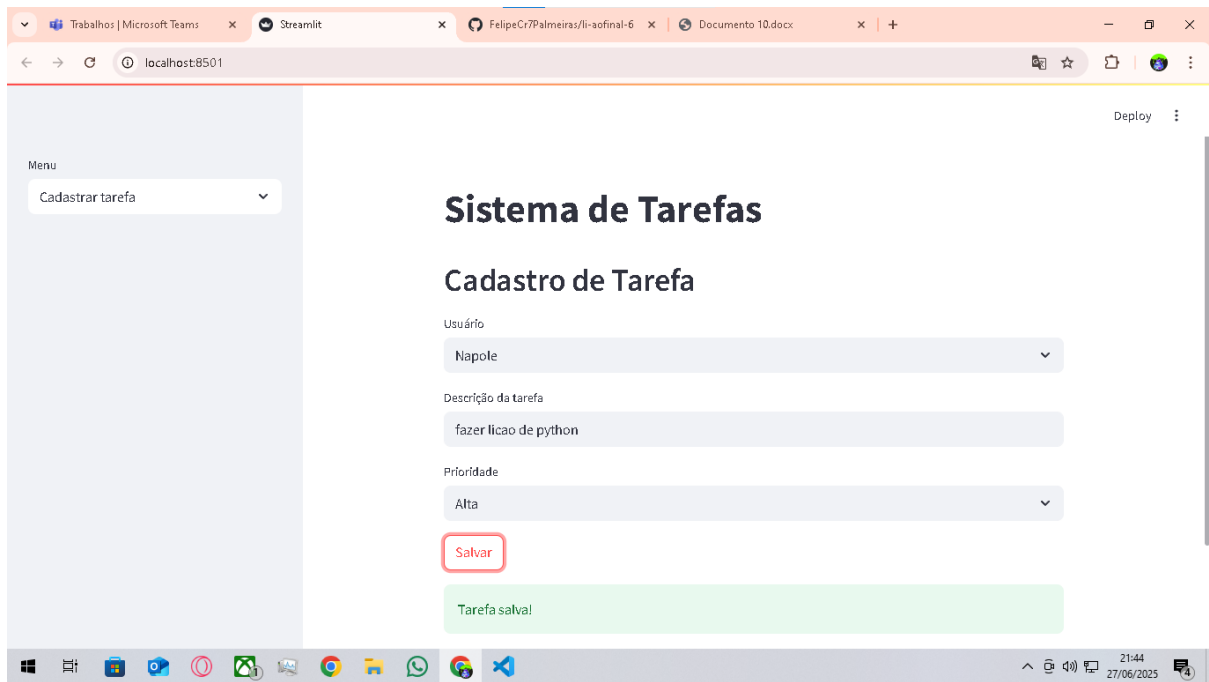 Trabalhos | Microsoft Teams
Streamlit
FelipeCr7Palmeiras/li-aofinal-6
Documento 10.docx
localhost:8501
Deploy
Menu
Cadastrar tarefa
Sistema de Tarefas
Cadastro de Tarefa
Usuário
Napole
Descrição da tarefa
fazer licao de python
Prioridade
Alta
Salvar
Tarefa salva!
21:44
27/06/2025
1
4